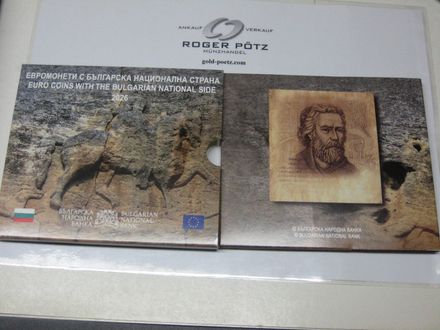 ANKAUF VERKAUF
ROGER PÖTZ
MÜNZHANDEL
gold-poetz.com
ЕВРОМОНЕТИ С БЪЛГАРСКА НАЦИОНАЛНА СТРАНА
EURO COINS WITH THE BULGARIAN NATIONAL SIDE
2026
БЪЛГАРСКА
НАРОДНА
БАНКА
BULGARIAN
NATIONAL
BANK
© БЪЛГАРСКА НАРОДНА БАНКА
© BULGARIAN NATIONAL BANK